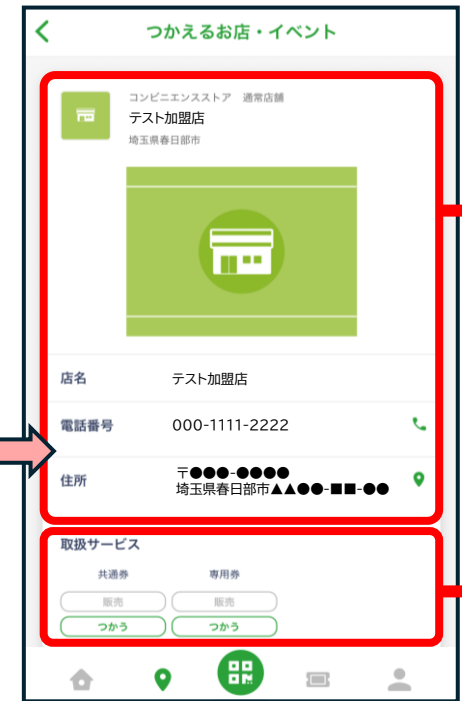 つかえるお店・イベント
コンビニエンスストア 通常店舗
テスト加盟店
埼玉県春日部市
店名 テスト加盟店
電話番号 000-1111-2222
住所 〒●●●-●●●●
埼玉県春日部市▲▲●●-■■-●●
取扱サービス
共通券 専用券
販売 販売
つかう つかう